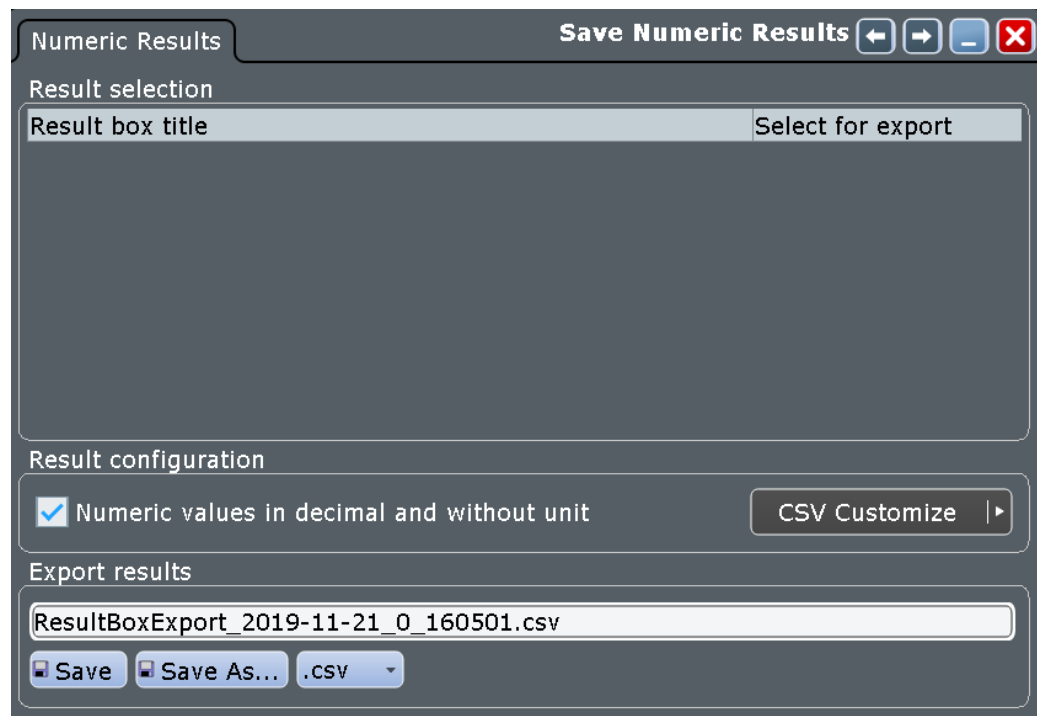 Numeric Results
Save Numeric Results
Result selection
Result box title
Select for export
Result configuration
Numeric values in decimal and without unit
CSV Customize
Export results
ResultBoxExport_2019-11-21_0_160501.csv
Save
Save As...
.csv